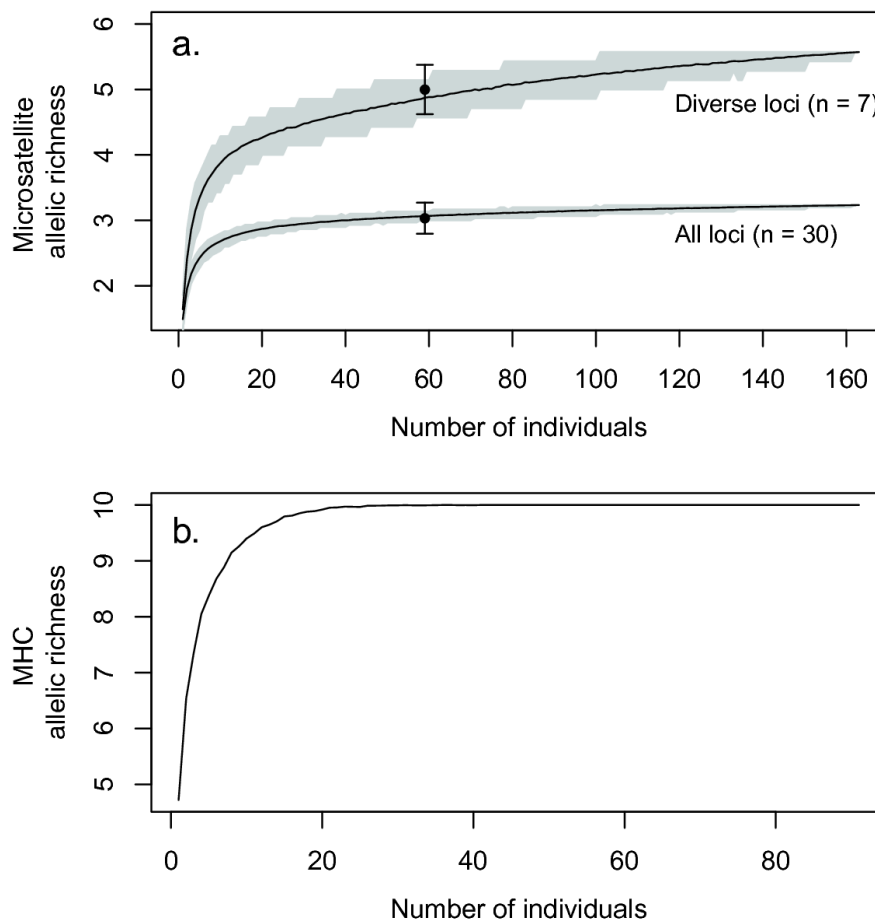 a.
6
5
4
3
2
Microsatellite
allelic richness
Diverse loci (n = 7)
All loci (n = 30)
0 20 40 60 80 100 120 140 160
Number of individuals
b.
10
9
8
7
6
5
MHC
allelic richness
0 20 40 60 80
Number of individuals